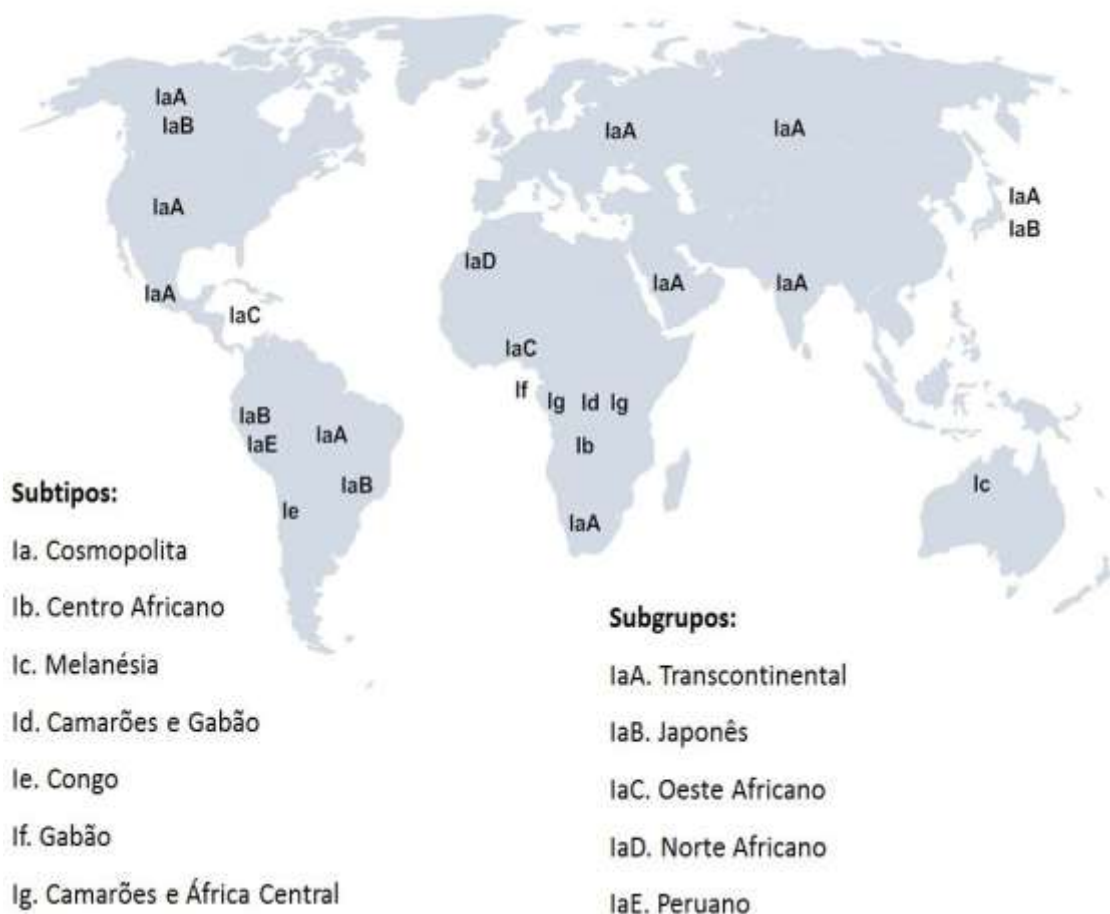 IaA
IaB
IaA
IaA
IaA
IaB
IaA
IaA
IaD
IaA
IaA
IaC
IaC
If
Ig Id Ig
IaB
IaE
IaA
Ib
IaB
Ic
Ie
IaA
Subtipos:
Ia. Cosmopolita
Ib. Centro Africano
Ic. Melanésia
Id. Camarões e Gabão
Ie. Congo
If. Gabão
Ig. Camarões e África Central
Subgrupos:
IaA. Transcontinental
IaB. Japonês
IaC. Oeste Africano
IaD. Norte Africano
IaE. Peruano